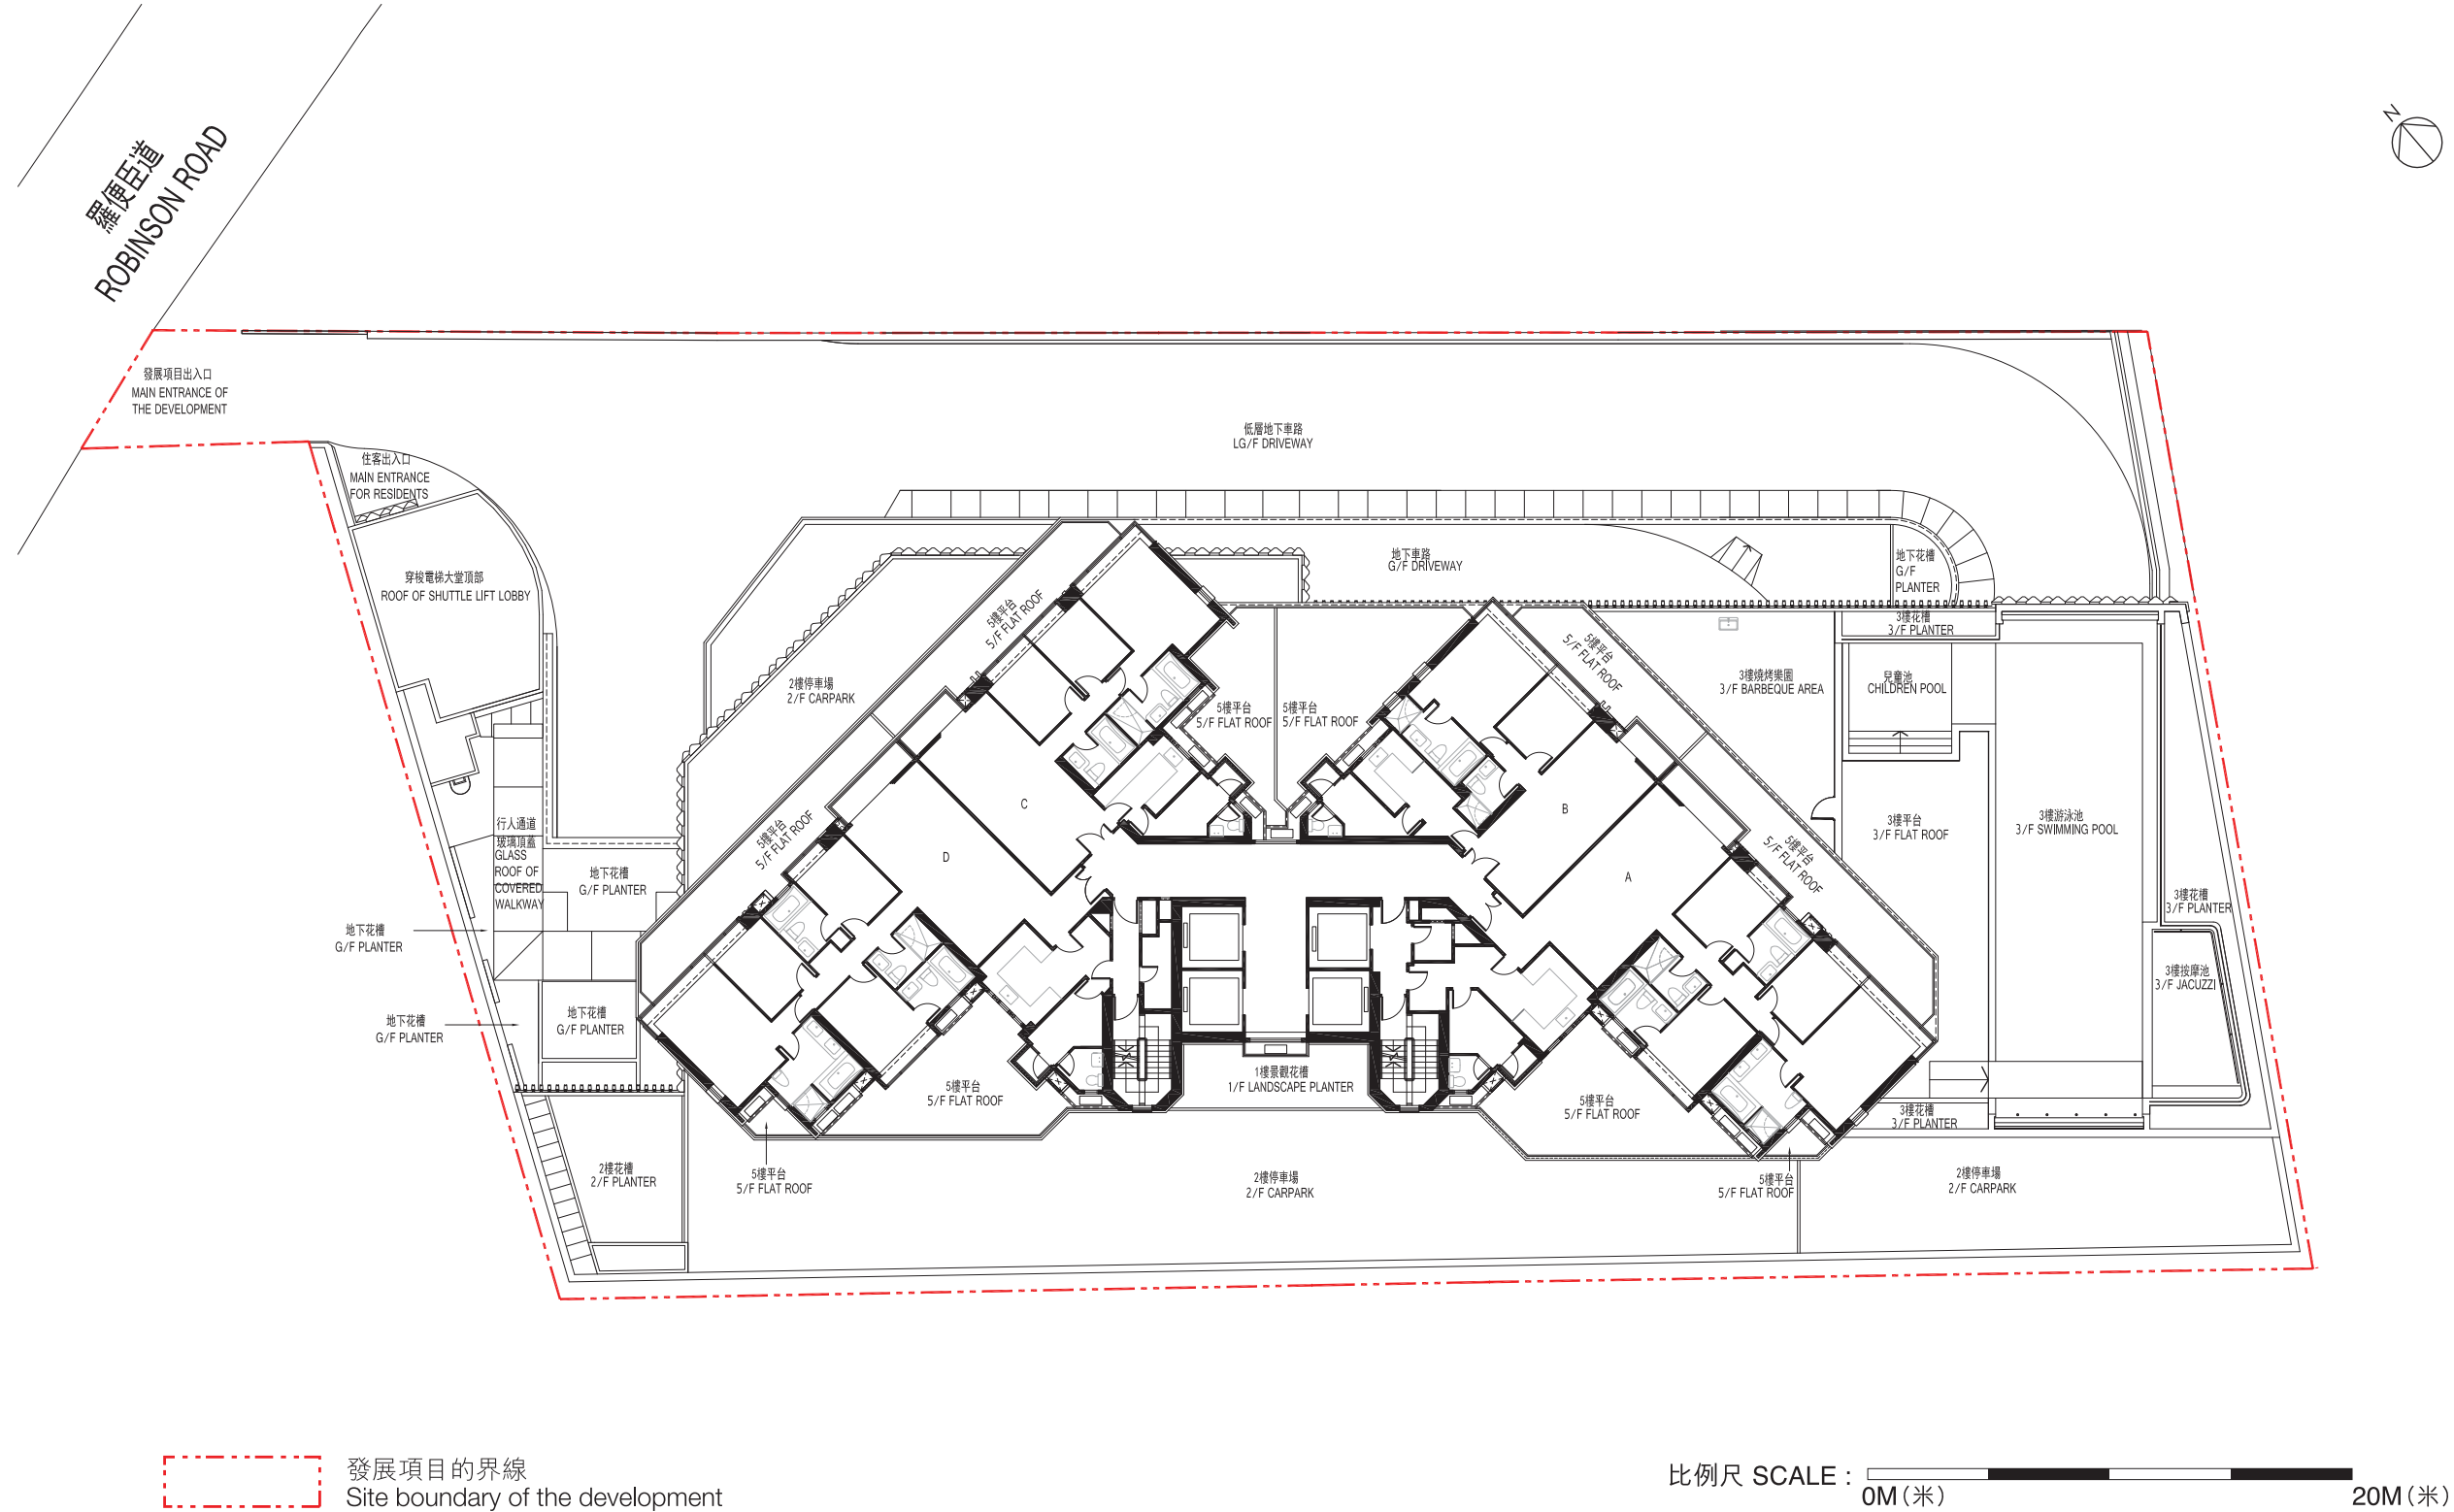 羅便臣道
ROBINSON ROAD
N
發展項目出入口
MAIN ENTRANCE OF
THE DEVELOPMENT
低層地下車路
LG/F DRIVEWAY
住客出入口
MAIN ENTRANCE
FOR RESIDENTS
穿梭電梯大堂頂部
ROOF OF SHUTTLE LIFT LOBBY
地下車路
G/F DRIVEWAY
地下花槽
G/F
PLANTER
5樓平台
5/F FLAT ROOF
5樓平台
5/F FLAT ROOF
3樓花槽
3/F PLANTER
2樓停車場
2/F CARPARK
3樓燒烤樂園
3/F BARBEQUE AREA
兒童池
CHILDREN POOL
5樓平台
5/F FLAT ROOF
5樓平台
5/F FLAT ROOF
C
B
5樓平台
5/F FLAT ROOF
5樓平台
5/F FLAT ROOF
3樓平台
3/F FLAT ROOF
3樓游泳池
3/F SWIMMING POOL
行人通道
玻璃頂蓋
GLASS
ROOF OF
COVERED
WALKWAY
地下花槽
G/F PLANTER
D
A
3樓花槽
3/F PLANTER
地下花槽
G/F PLANTER
3樓按摩池
3/F JACUZZI
地下花槽
G/F PLANTER
地下花槽
G/F PLANTER
5樓平台
5/F FLAT ROOF
1樓景觀花槽
1/F LANDSCAPE PLANTER
5樓平台
5/F FLAT ROOF
3樓花槽
3/F PLANTER
2樓花槽
2/F PLANTER
5樓平台
5/F FLAT ROOF
2樓停車場
2/F CARPARK
5樓平台
5/F FLAT ROOF
2樓停車場
2/F CARPARK
發展項目的界線
Site boundary of the development
比例尺 SCALE :
0M(米) 20M(米)